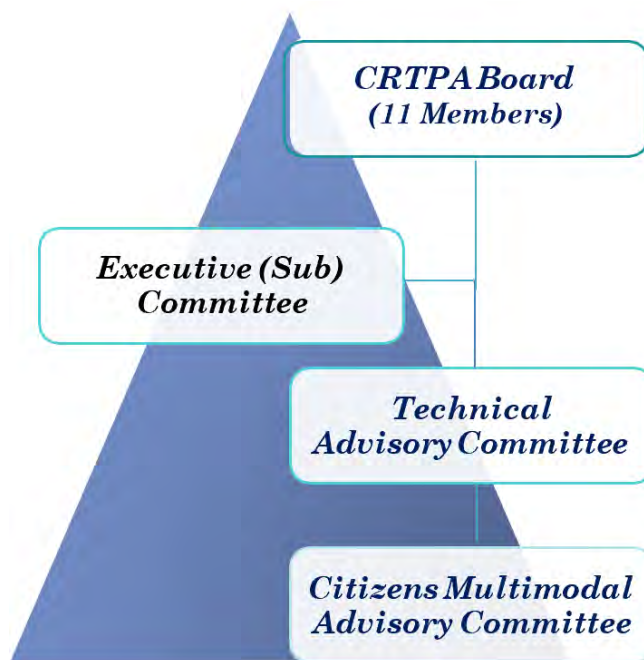 CRTPA Board
(11 Members)
Executive (Sub)
Committee
Technical
Advisory Committee
Citizens Multimodal
Advisory Committee